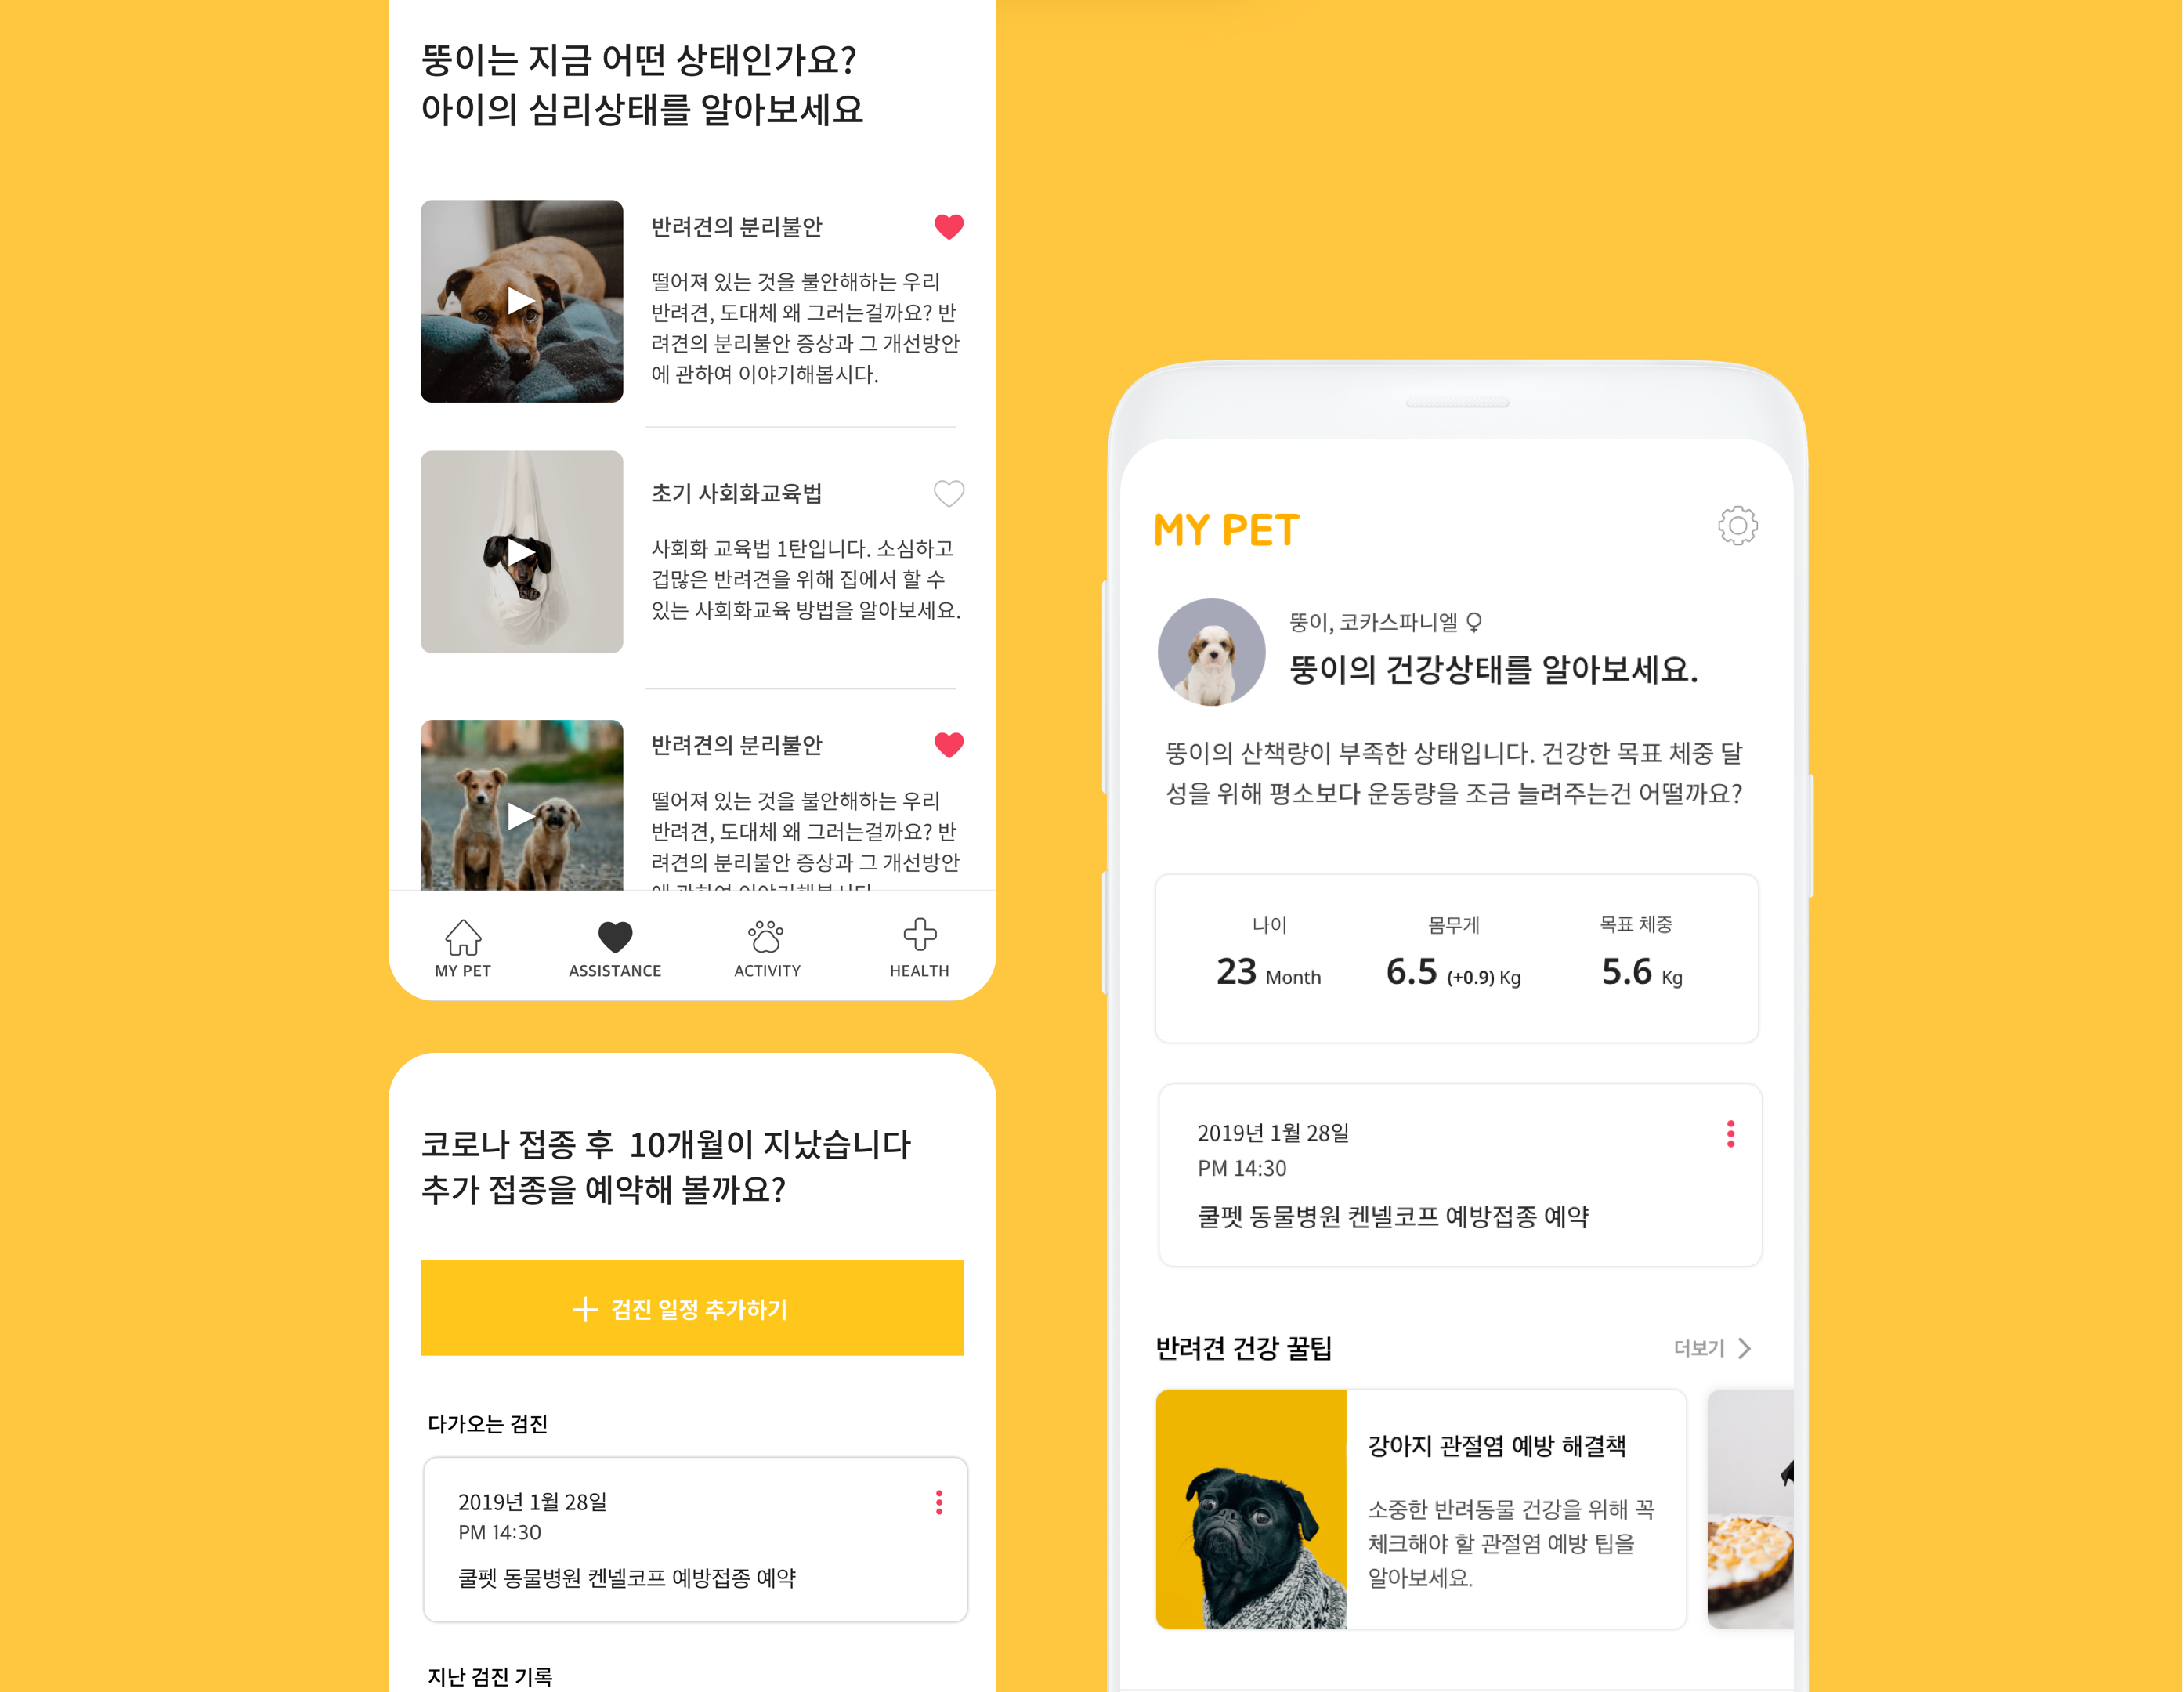 뚱이는 지금 어떤 상태인가요?
아이의 심리상태를 알아보세요
반려견의 분리불안
떨어져 있는 것을 불안해하는 우리
반려견, 도대체 왜 그러는걸까요? 반
려견의 분리불안 증상과 그 개선방안
에 관하여 이야기해봅시다.
초기 사회화교육법
사회화 교육법 1탄입니다. 소심하고
겁많은 반려견을 위해 집에서 할 수
있는 사회화교육 방법을 알아보세요.
반려견의 분리불안
떨어져 있는 것을 불안해하는 우리
반려견, 도대체 왜 그러는걸까요? 반
려견의 분리불안 증상과 그 개선방안
MY PET
ASSISTANCE
ACTIVITY
HEALTH
코로나 접종 후 10개월이 지났습니다
추가 접종을 예약해 볼까요?
검진 일정 추가하기
다가오는 검진
2019년 1월 28일
PM 14:30
쿨펫 동물병원 켄넬코프 예방접종 예약
지난 검진 기록
MY PET
뚱이, 코카스파니엘 ♀
뚱이의 건강상태를 알아보세요.
뚱이의 산책량이 부족한 상태입니다. 건강한 목표 체중 달
성을 위해 평소보다 운동량을 조금 늘려주는건 어떨까요?
나이
23 Month
몸무게
6.5 (+0.9) Kg
목표 체중
5.6 Kg
2019년 1월 28일
PM 14:30
쿨펫 동물병원 켄넬코프 예방접종 예약
반려견 건강 꿀팁
더보기
강아지 관절염 예방 해결책
소중한 반려동물 건강을 위해 꼭
체크해야 할 관절염 예방 팁을
알아보세요.